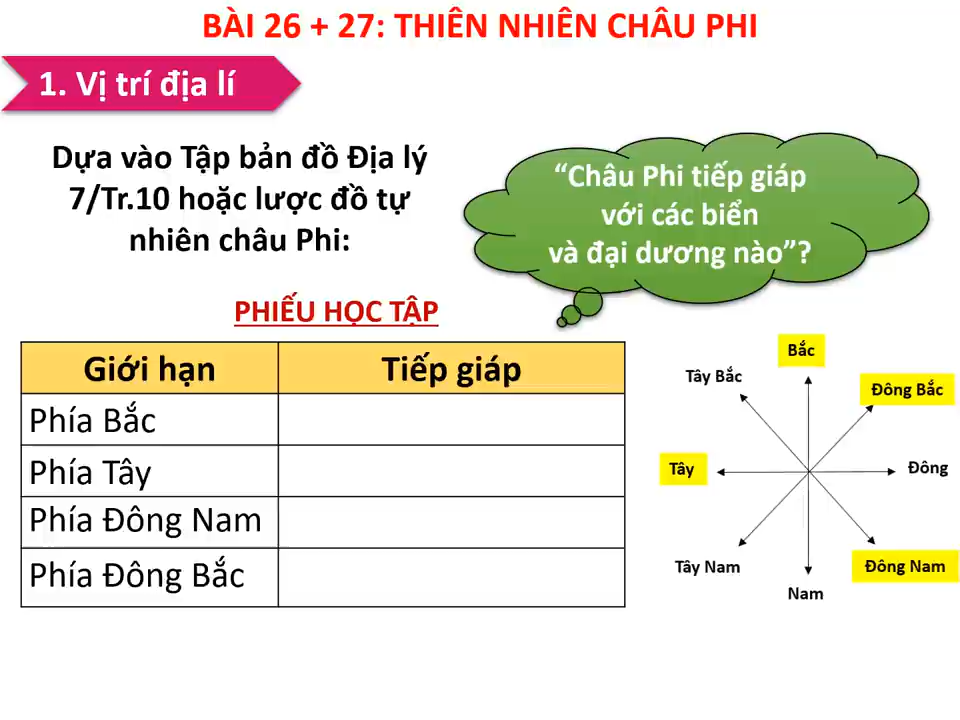 BÀI 26 + 27: THIÊN NHIÊN CHÂU PHI
1. Vị trí địa lí
Dựa vào Tập bản đồ Địa lý
7/Tr.10 hoặc lược đồ tự
nhiên châu Phi:
“Châu Phi tiếp giáp
với các biển
và đại dương nào”?
PHIẾU HỌC TẬP
Giới hạn Tiếp giáp
Phía Bắc
Phía Tây
Phía Đông Nam
Phía Đông Bắc
Bắc
Tây Bắc
Đông Bắc
Tây
Đông
Tây Nam
Đông Nam
Nam